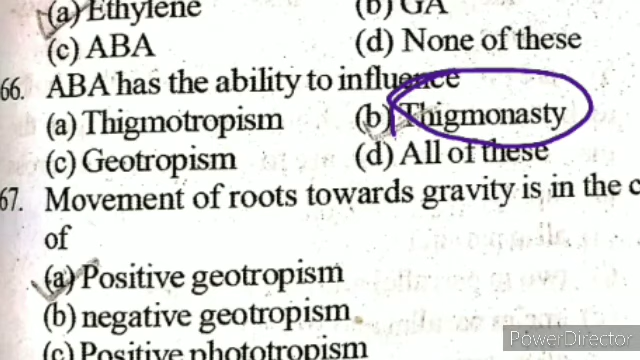 (a) Ethylene (b) GA
(c) ABA (d) None of these
66. ABA has the ability to influence
(a) Thigmotropism (b) Thigmonasty
(c) Geotropism (d) All of these
67. Movement of roots towards gravity is in the
of
(a) Positive geotropism
(b) negative geotropism
(c) Positive phototropism
PowerDirector